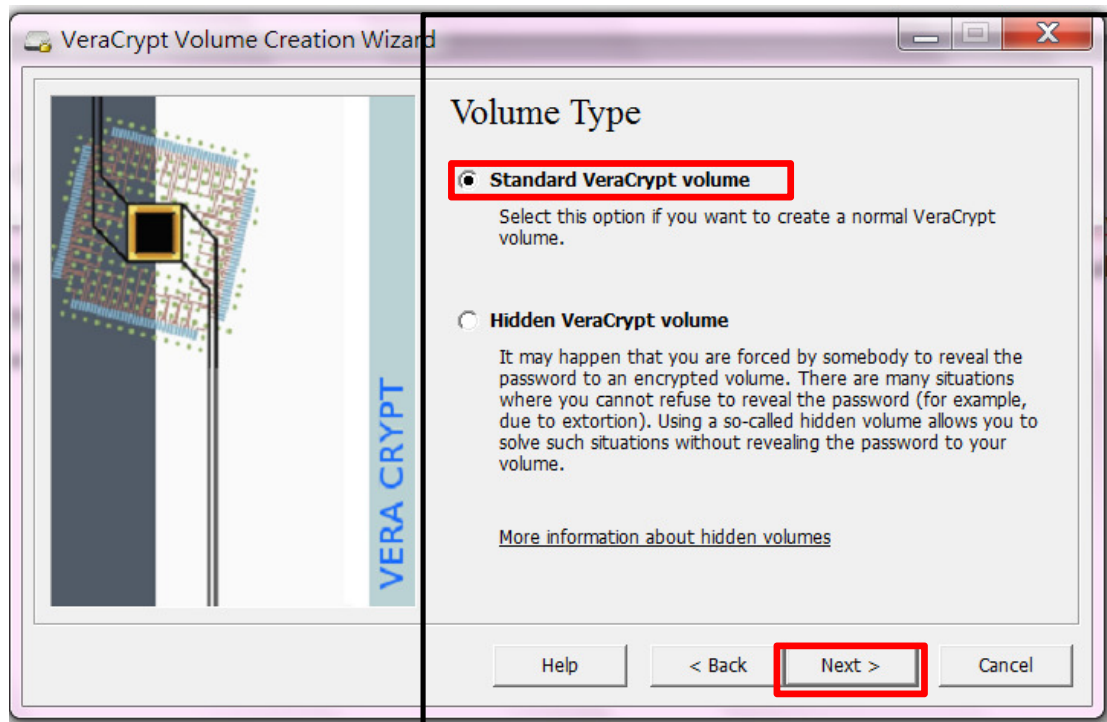 VeraCrypt Volume Creation Wizard
Volume Type
Standard VeraCrypt volume
Select this option if you want to create a normal VeraCrypt
volume.
Hidden VeraCrypt volume
It may happen that you are forced by somebody to reveal the
password to an encrypted volume. There are many situations
where you cannot refuse to reveal the password (for example,
due to extortion). Using a so-called hidden volume allows you to
solve such situations without revealing the password to your
volume.
More information about hidden volumes
VERA CRYPT
Help < Back Next > Cancel